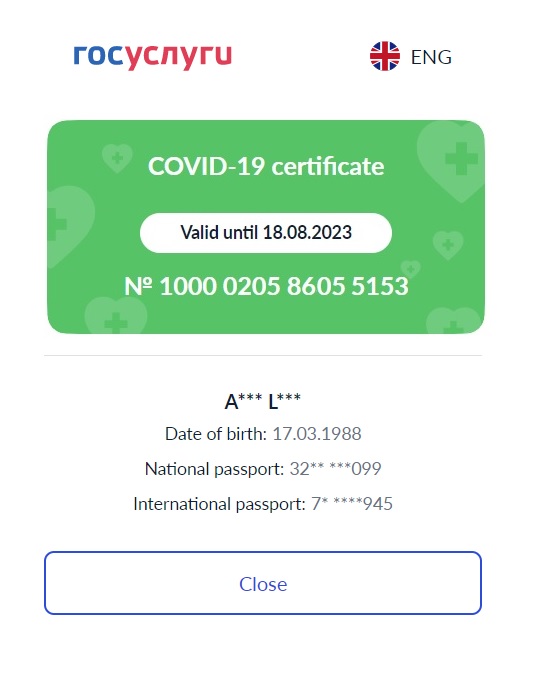 госуслуги
ENG
COVID-19 certificate
Valid until 18.08.2023
№ 1000 0205 8605 5153
A*** L***
Date of birth: 17.03.1988
National passport: 32** ***099
International passport: 7* ****945
Close